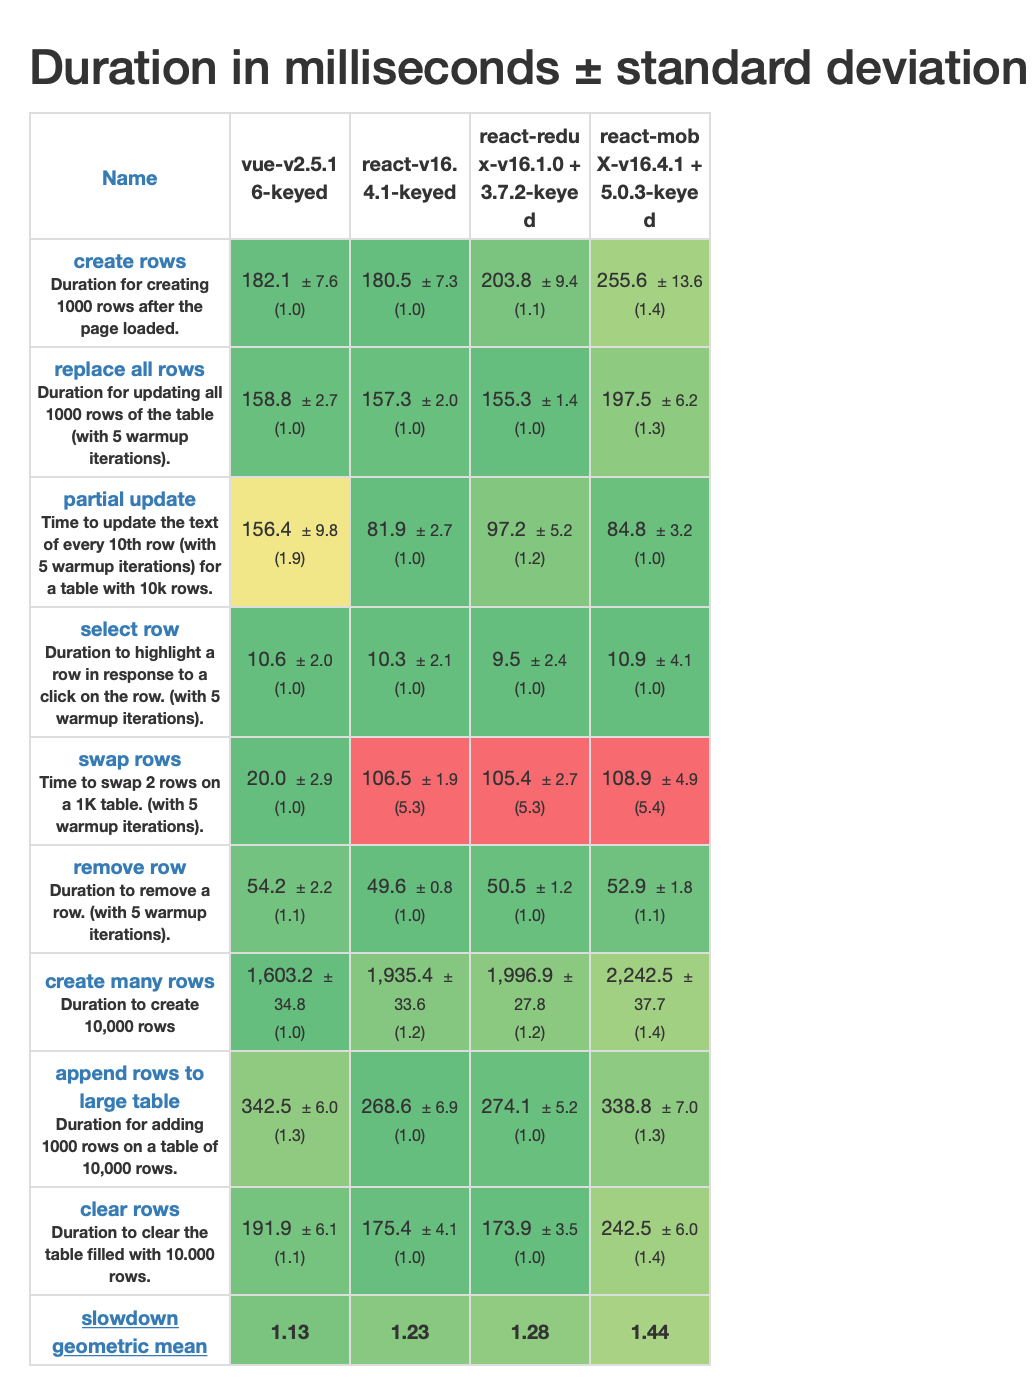 Duration in milliseconds ± standard deviation
Name
vue-v2.5.1
6-keyed
react-v16.
4.1-keyed
react-redu
x-v16.1.0 +
3.7.2-keye
d
react-mob
X-v16.4.1 +
5.0.3-keye
d
create rows
Duration for creating
1000 rows after the
page loaded.
182.1 ± 7.6
(1.0)
180.5 ± 7.3
(1.0)
203.8 ± 9.4
(1.1)
255.6 ± 13.6
(1.4)
replace all rows
Duration for updating all
1000 rows of the table
(with 5 warmup
iterations).
158.8 ± 2.7
(1.0)
157.3 ± 2.0
(1.0)
155.3 ± 1.4
(1.0)
197.5 ± 6.2
(1.3)
partial update
Time to update the text
of every 10th row (with
5 warmup iterations) for
a table with 10k rows.
156.4 ± 9.8
(1.9)
81.9 ± 2.7
(1.0)
97.2 ± 5.2
(1.2)
84.8 ± 3.2
(1.0)
select row
Duration to highlight a
row in response to a
click on the row. (with 5
warmup iterations).
10.6 ± 2.0
(1.0)
10.3 ± 2.1
(1.0)
9.5 ± 2.4
(1.0)
10.9 ± 4.1
(1.0)
swap rows
Time to swap 2 rows on
a 1K table. (with 5
warmup iterations).
20.0 ± 2.9
(1.0)
106.5 ± 1.9
(5.3)
105.4 ± 2.7
(5.3)
108.9 ± 4.9
(5.4)
remove row
Duration to remove a
row. (with 5 warmup
iterations).
54.2 ± 2.2
(1.1)
49.6 ± 0.8
(1.0)
50.5 ± 1.2
(1.0)
52.9 ± 1.8
(1.1)
create many rows
Duration to create
10,000 rows
1,603.2 ±
34.8
(1.0)
1,935.4 ±
33.6
(1.2)
1,996.9 ±
27.8
(1.2)
2,242.5 ±
37.7
(1.4)
append rows to
large table
Duration for adding
1000 rows on a table of
10,000 rows.
342.5 ± 6.0
(1.3)
268.6 ± 6.9
(1.0)
274.1 ± 5.2
(1.0)
338.8 ± 7.0
(1.3)
clear rows
Duration to clear the
table filled with 10.000
rows.
191.9 ± 6.1
(1.1)
175.4 ± 4.1
(1.0)
173.9 ± 3.5
(1.0)
242.5 ± 6.0
(1.4)
slowdown
geometric mean
1.13
1.23
1.28
1.44